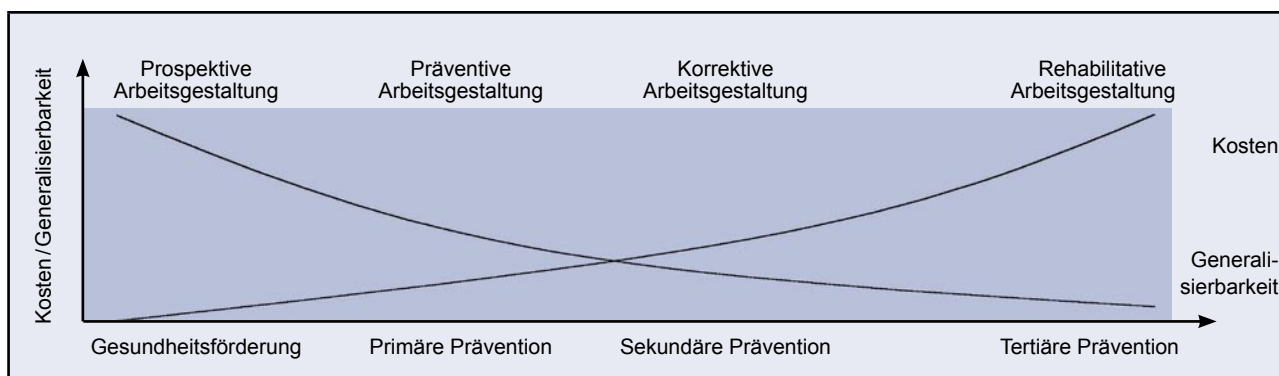 Prospektive
Arbeitsgestaltung
Präventive
Arbeitsgestaltung
Korrektive
Arbeitsgestaltung
Rehabilitative
Arbeitsgestaltung
Kosten / Generalisierbarkeit
Kosten
Generali-
sierbarkeit
Gesundheitsförderung
Primäre Prävention
Sekundäre Prävention
Tertiäre Prävention